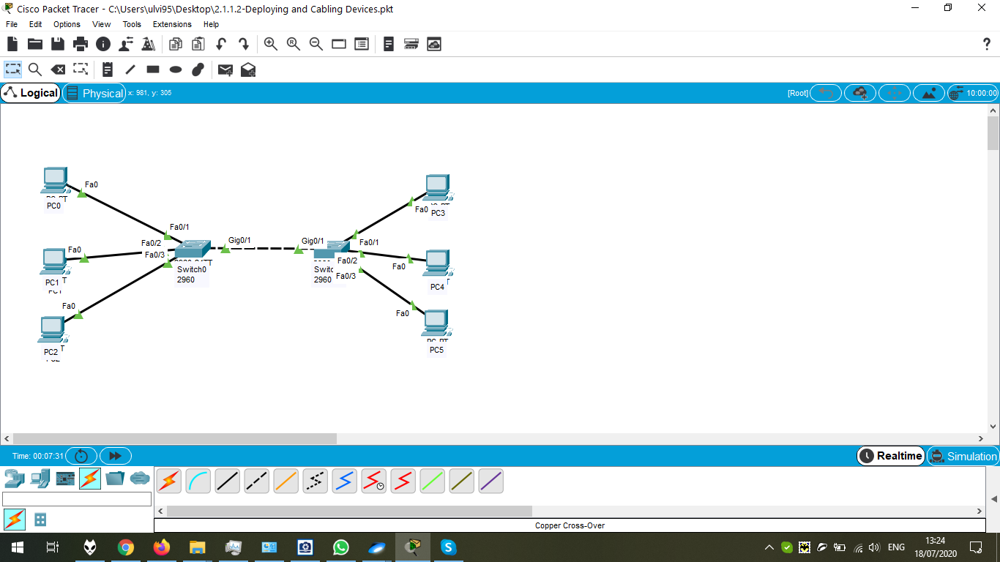 Cisco Packet Tracer - C:\Users\ulvi95\Desktop\2.1.1.2-Deploying and Cabling Devices.pkt
File Edit Options View Tools Extensions Help
?
Logical Physical x: 981, y: 305 [Root] 10:00:00
Fa0
PC0
Fa0/1
Fa0/2
Fa0/3
Fa0
PC1 T
Fa0
PC2 T
Switch0
2960
Gig0/1
Gig0/1
Fa0/1
Fa0/2
Fa0/3
2960
Fa0
PC3
Fa0
PC4
Fa0
PC5
Time: 00:07:31 Realtime Simulation
Copper Cross-Over
ENG
13:24
18/07/2020